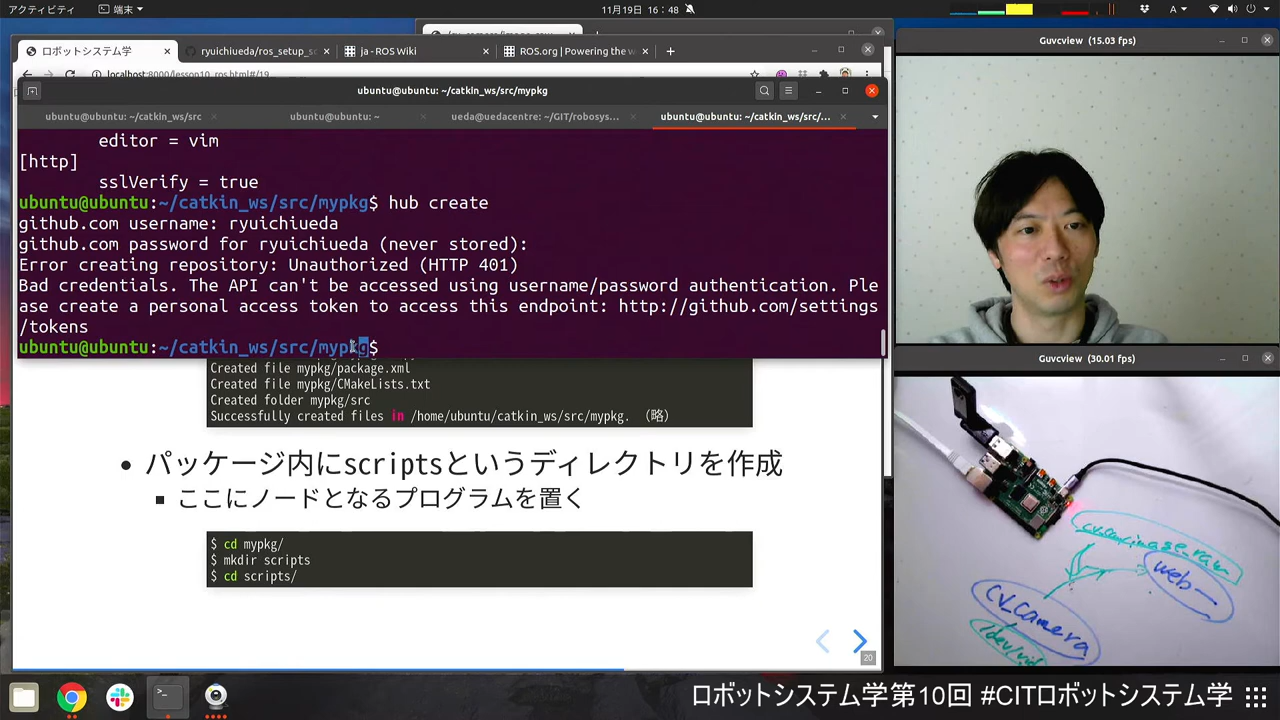 アクティビティ
端末
11月19日 16:48
A
Guvcview (15.03 fps)
ロボットシステム学
ryuichiueda/ros_setup_sc
ja - ROS Wiki
ROS.org | Powering the w
localhost:8000/lesson10_ros.html#/19
ubuntu@ubuntu: ~/catkin_ws/src/mypkg
ubuntu@ubuntu: ~/catkin_ws/src
ubuntu@ubuntu: ~
ueda@uedacentre: ~/GIT/robosys...
ubuntu@ubuntu: ~/catkin_ws/src/...
editor = vim
[http]
sslVerify = true
ubuntu@ubuntu:~/catkin_ws/src/mypkg$ hub create
github.com username: ryuichiueda
github.com password for ryuichiueda (never stored):
Error creating repository: Unauthorized (HTTP 401)
Bad credentials. The API can't be accessed using username/password authentication. Ple
ase create a personal access token to access this endpoint: http://github.com/settings
/tokens
ubuntu@ubuntu:~/catkin_ws/src/mypkg$
Created file mypkg/package.xml
Created file mypkg/CMakeLists.txt
Created folder mypkg/src
Successfully created files in /home/ubuntu/catkin_ws/src/mypkg. （略）
• パッケージ内にscriptsというディレクトリを作成
▪ ここにノードとなるプログラムを置く
$ cd mypkg/
$ mkdir scripts
$ cd scripts/
20
Guvcview (30.01 fps)
web
cv_camera
ロボットシステム学第10回 #CITロボットシステム学